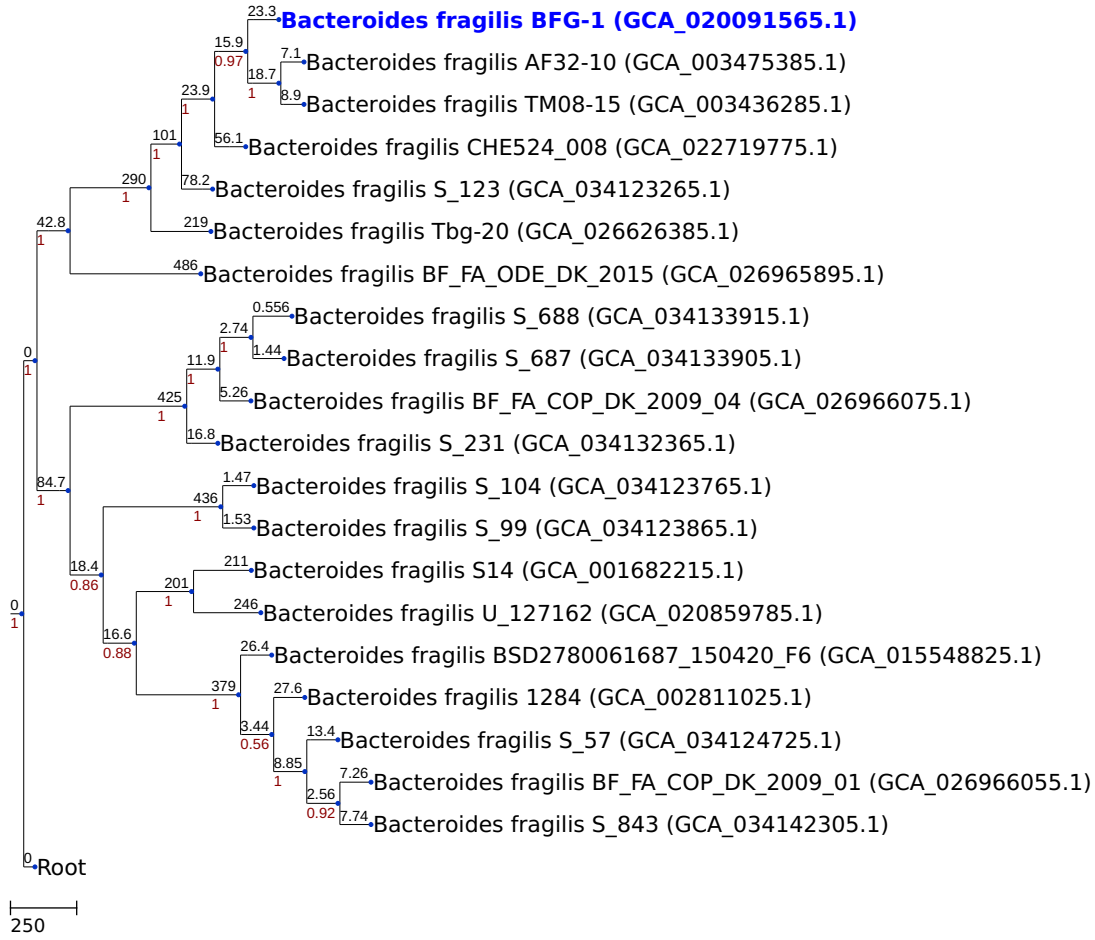 23.3
Bacteroides fragilis BFG-1 (GCA_020091565.1)
15.9
0.97
7.1
Bacteroides fragilis AF32-10 (GCA_003475385.1)
18.7
1
23.9
1
8.9
Bacteroides fragilis TM08-15 (GCA_003436285.1)
101
1
56.1
Bacteroides fragilis CHE524_008 (GCA_022719775.1)
290
1
78.2
Bacteroides fragilis S_123 (GCA_034123265.1)
42.8
1
219
Bacteroides fragilis Tbg-20 (GCA_026626385.1)
486
Bacteroides fragilis BF_FA_ODE_DK_2015 (GCA_026965895.1)
0.556
Bacteroides fragilis S_688 (GCA_034133915.1)
2.74
1
0
1
1.44
Bacteroides fragilis S_687 (GCA_034133905.1)
11.9
1
5.26
Bacteroides fragilis BF_FA_COP_DK_2009_04 (GCA_026966075.1)
425
1
16.8
Bacteroides fragilis S_231 (GCA_034132365.1)
84.7
1
1.47
Bacteroides fragilis S_104 (GCA_034123765.1)
436
1
1.53
Bacteroides fragilis S_99 (GCA_034123865.1)
18.4
0.86
211
Bacteroides fragilis S14 (GCA_001682215.1)
201
1
0
1
246
Bacteroides fragilis U_127162 (GCA_020859785.1)
16.6
0.88
26.4
Bacteroides fragilis BSD2780061687_150420_F6 (GCA_015548825.1)
379
1
27.6
Bacteroides fragilis 1284 (GCA_002811025.1)
3.44
0.56
13.4
Bacteroides fragilis S_57 (GCA_034124725.1)
8.85
1
7.26
Bacteroides fragilis BF_FA_COP_DK_2009_01 (GCA_026966055.1)
2.56
0.92
7.74
Bacteroides fragilis S_843 (GCA_034142305.1)
0
Root
250